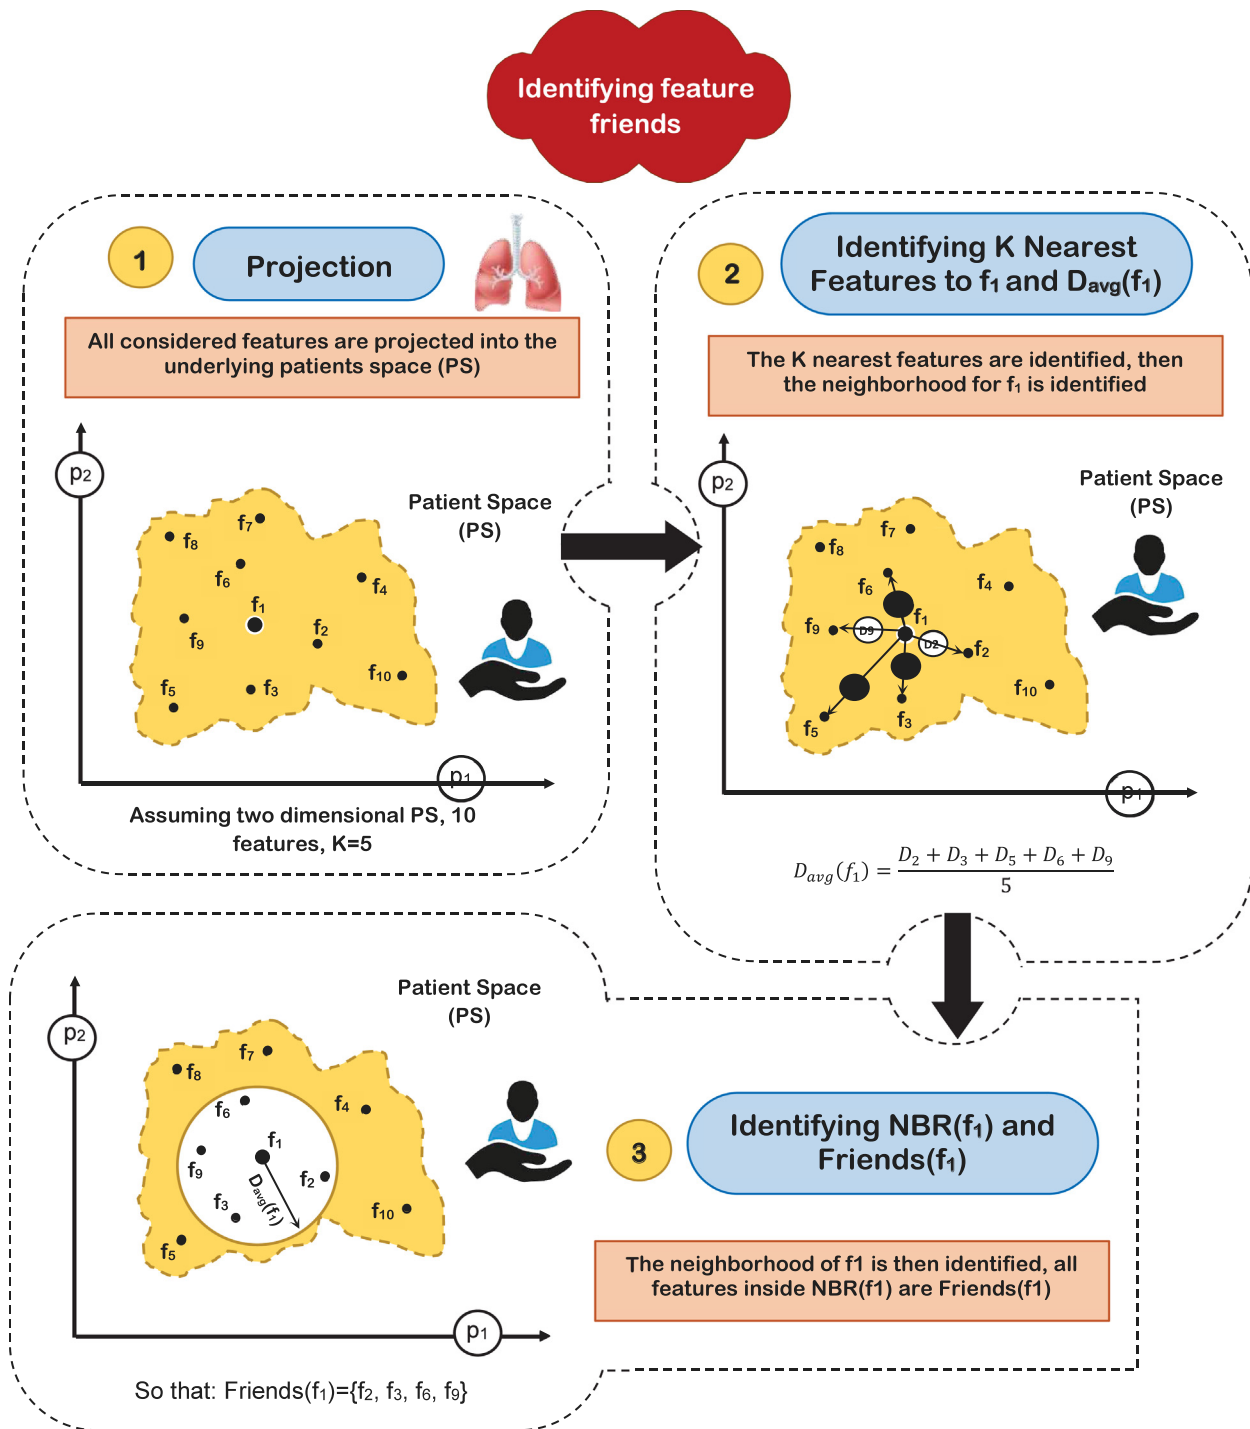 Identifying feature
friends
1
Projection
All considered features are projected into the
underlying patients space (PS)
p2
Patient Space
(PS)
f7
f8
f6
f4
f1
f9
f2
f10
f5
f3
p1
Assuming two dimensional PS, 10
features, K=5
2
Identifying K Nearest
Features to f1 and Davg(f1)
The K nearest features are identified, then
the neighborhood for f1 is identified
p2
Patient Space
(PS)
f7
f8
f6
f4
f1
f9
D9
D2
f2
f10
f5
f3
p1
Davg(f1) = D2 + D3 + D5 + D6 + D9
5
p2
Patient Space
(PS)
f7
f8
f6
f4
f1
f9
f2
Davg(f1)
f3
f10
f5
p1
So that: Friends(f1)={f2, f3, f6, f9}
3
Identifying NBR(f1) and
Friends(f1)
The neighborhood of f1 is then identified, all
features inside NBR(f1) are Friends(f1)